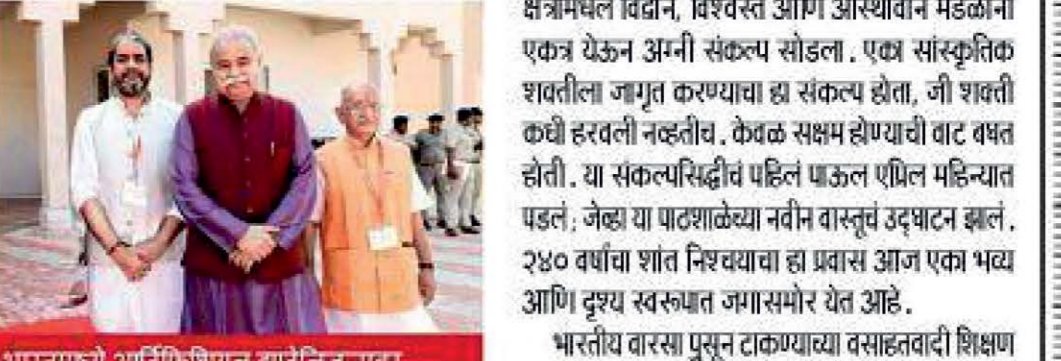 क्षेत्रामधले विद्वान, विश्वस्त आणि आस्थावान मंडळींनी
एकत्र येऊन अग्नी संकल्प सोडला. एका सांस्कृतिक
शक्तीला जागृत करण्याचा हा संकल्प होता, जी शक्ती
कधी हरवली नव्हतीच. केवळ सक्षम होण्याची वाट बघत
होती. या संकल्पसिद्धीचं पहिलं पाऊल एप्रिल महिन्यात
पडलं; जेव्हा या पाठशाळेच्या नवीन वास्तूचं उद्घाटन झालं.
२४० वर्षांचा शांत निश्चयाचा हा प्रवास आज एका भव्य
आणि दृश्य स्वरूपात जगासमोर येत आहे.
भारतीय वारसा पुसून टाकण्याच्या वसाहतवादी शिक्षण